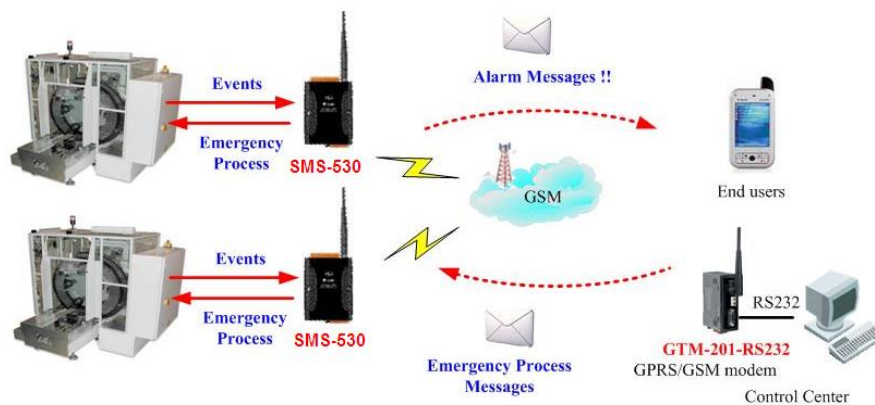 Alarm Messages !!
Events
Emergency
Process
SMS-530
GSM
End users
Events
Emergency
Process
SMS-530
RS232
GTM-201-RS232
GPRS/GSM modem
Emergency Process
Messages
Control Center